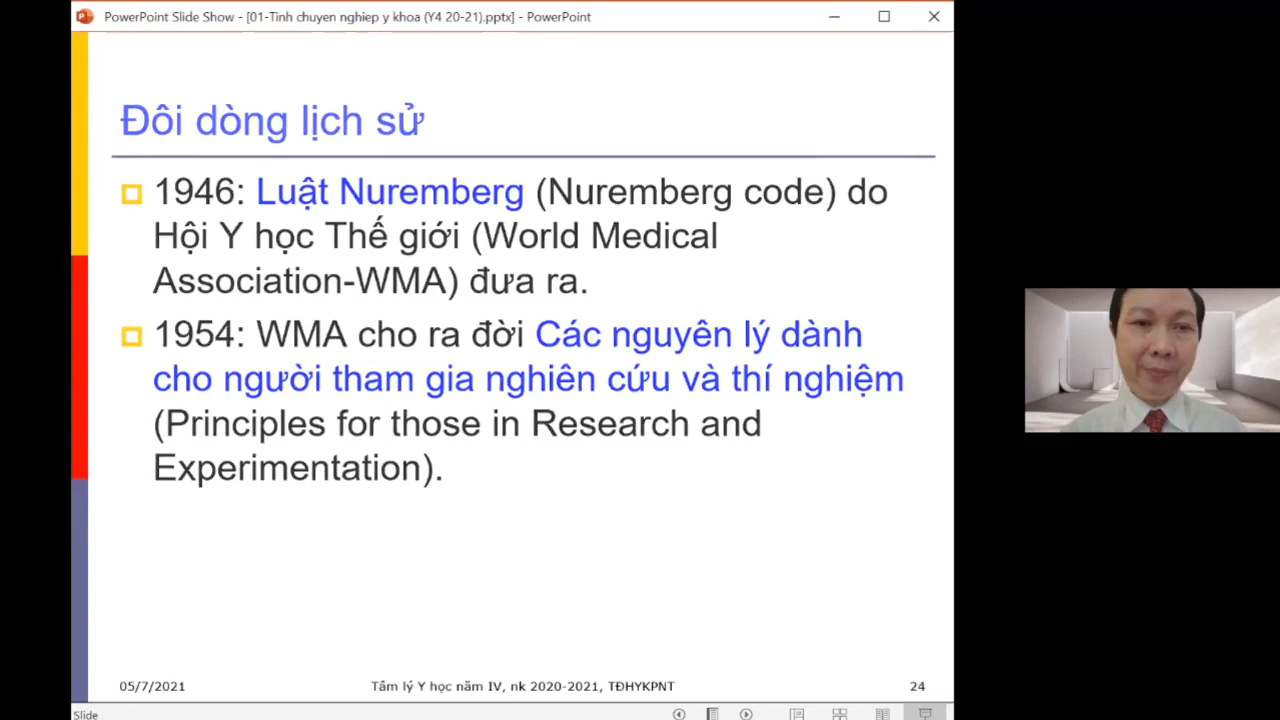 PowerPoint Slide Show - [01-Tinh chuyen nghiep y khoa (Y4 20-21).pptx] - PowerPoint
Đôi dòng lịch sử
1946: Luật Nuremberg (Nuremberg code) do
Hội Y học Thế giới (World Medical
Association-WMA) đưa ra.
1954: WMA cho ra đời Các nguyên lý dành
cho người tham gia nghiên cứu và thí nghiệm
(Principles for those in Research and
Experimentation).
05/7/2021 Tâm lý Y học năm IV, nk 2020-2021, TĐHYKPNT 24
Slide